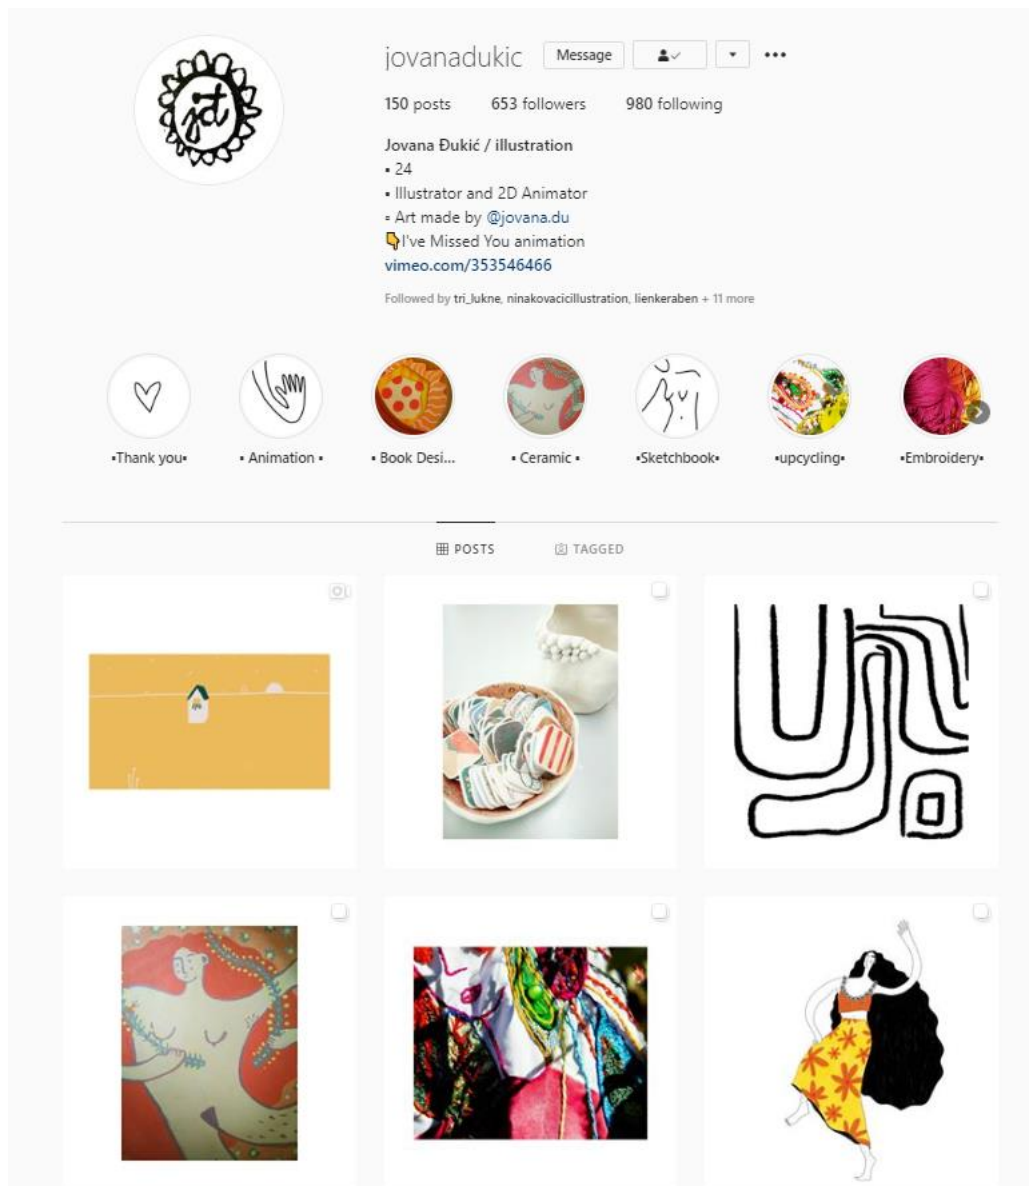 jd
jovanadukic Message
150 posts 653 followers 980 following
Jovana Đukić / illustration
▪ 24
▪ Illustrator and 2D Animator
▫ Art made by @jovana.du
👇I've Missed You animation
vimeo.com/353546466
Followed by tri_lukne, ninakovacicillustration, lienkeraben + 11 more
▪Thank you▪ ▪ Animation ▪ ▪ Book Desi... ▪ Ceramic ▪ ▪Sketchbook▪ ▪upcycling▪ ▪Embroidery▪
POSTS TAGGED